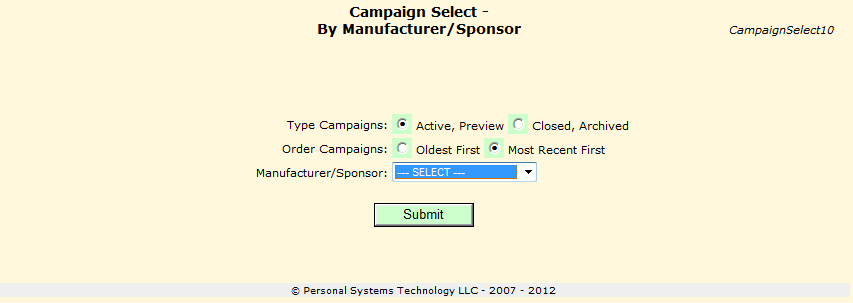 Campaign Select -
By Manufacturer/Sponsor
CampaignSelect10
Type Campaigns: Active, Preview Closed, Archived
Order Campaigns: Oldest First Most Recent First
Manufacturer/Sponsor: --- SELECT ---
Submit
© Personal Systems Technology LLC - 2007 - 2012